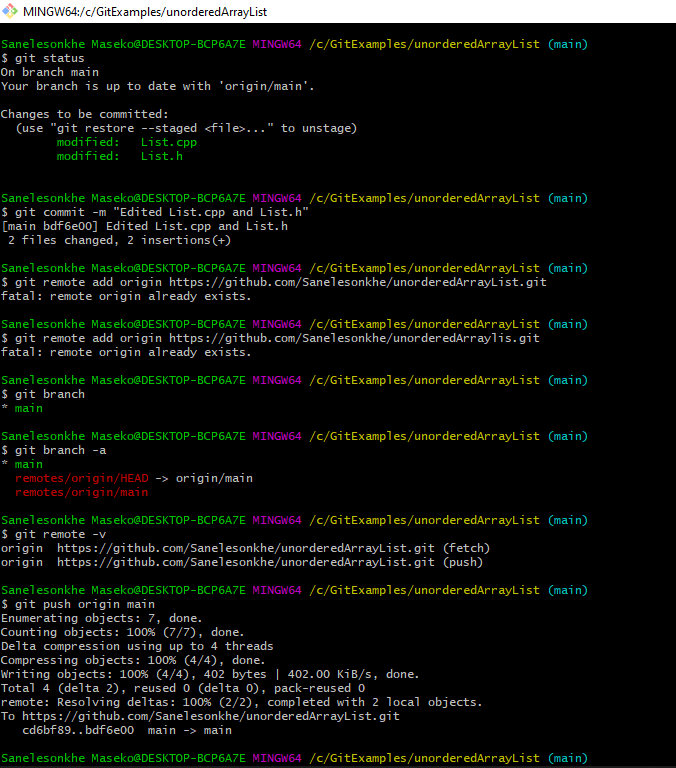 MINGW64:/c/GitExamples/unorderedArrayList
Sanelesonkhe Maseko@DESKTOP-BCP6A7E MINGW64 /c/GitExamples/unorderedArrayList (main)
$ git status
On branch main
Your branch is up to date with 'origin/main'.
Changes to be committed:
  (use "git restore --staged <file>..." to unstage)
        modified:   List.cpp
        modified:   List.h
Sanelesonkhe Maseko@DESKTOP-BCP6A7E MINGW64 /c/GitExamples/unorderedArrayList (main)
$ git commit -m "Edited List.cpp and List.h"
[main bdf6e00] Edited List.cpp and List.h
 2 files changed, 2 insertions(+)
Sanelesonkhe Maseko@DESKTOP-BCP6A7E MINGW64 /c/GitExamples/unorderedArrayList (main)
$ git remote add origin https://github.com/Sanelesonkhe/unorderedArrayList.git
fatal: remote origin already exists.
Sanelesonkhe Maseko@DESKTOP-BCP6A7E MINGW64 /c/GitExamples/unorderedArrayList (main)
$ git remote add origin https://github.com/Sanelesonkhe/unorderedArraylis.git
fatal: remote origin already exists.
Sanelesonkhe Maseko@DESKTOP-BCP6A7E MINGW64 /c/GitExamples/unorderedArrayList (main)
$ git branch
* main
Sanelesonkhe Maseko@DESKTOP-BCP6A7E MINGW64 /c/GitExamples/unorderedArrayList (main)
$ git branch -a
* main
  remotes/origin/HEAD -> origin/main
  remotes/origin/main
Sanelesonkhe Maseko@DESKTOP-BCP6A7E MINGW64 /c/GitExamples/unorderedArrayList (main)
$ git remote -v
origin  https://github.com/Sanelesonkhe/unorderedArrayList.git (fetch)
origin  https://github.com/Sanelesonkhe/unorderedArrayList.git (push)
Sanelesonkhe Maseko@DESKTOP-BCP6A7E MINGW64 /c/GitExamples/unorderedArrayList (main)
$ git push origin main
Enumerating objects: 7, done.
Counting objects: 100% (7/7), done.
Delta compression using up to 4 threads
Compressing objects: 100% (4/4), done.
Writing objects: 100% (4/4), 402 bytes | 402.00 KiB/s, done.
Total 4 (delta 2), reused 0 (delta 0), pack-reused 0
remote: Resolving deltas: 100% (2/2), completed with 2 local objects.
To https://github.com/Sanelesonkhe/unorderedArrayList.git
   cd6bf89..bdf6e00  main -> main
Sanelesonkhe Maseko@DESKTOP-BCP6A7E MINGW64 /c/GitExamples/unorderedArrayList (main)